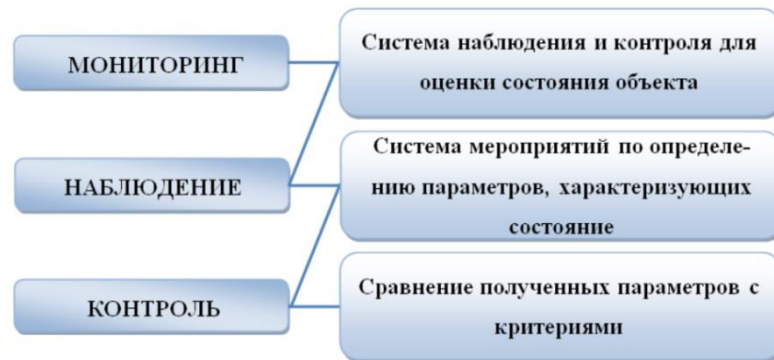 МОНИТОРИНГ
Система наблюдения и контроля для
оценки состояния объекта
НАБЛЮДЕНИЕ
Система мероприятий по определе-
нию параметров, характеризующих
состояние
КОНТРОЛЬ
Сравнение полученных параметров с
критериями